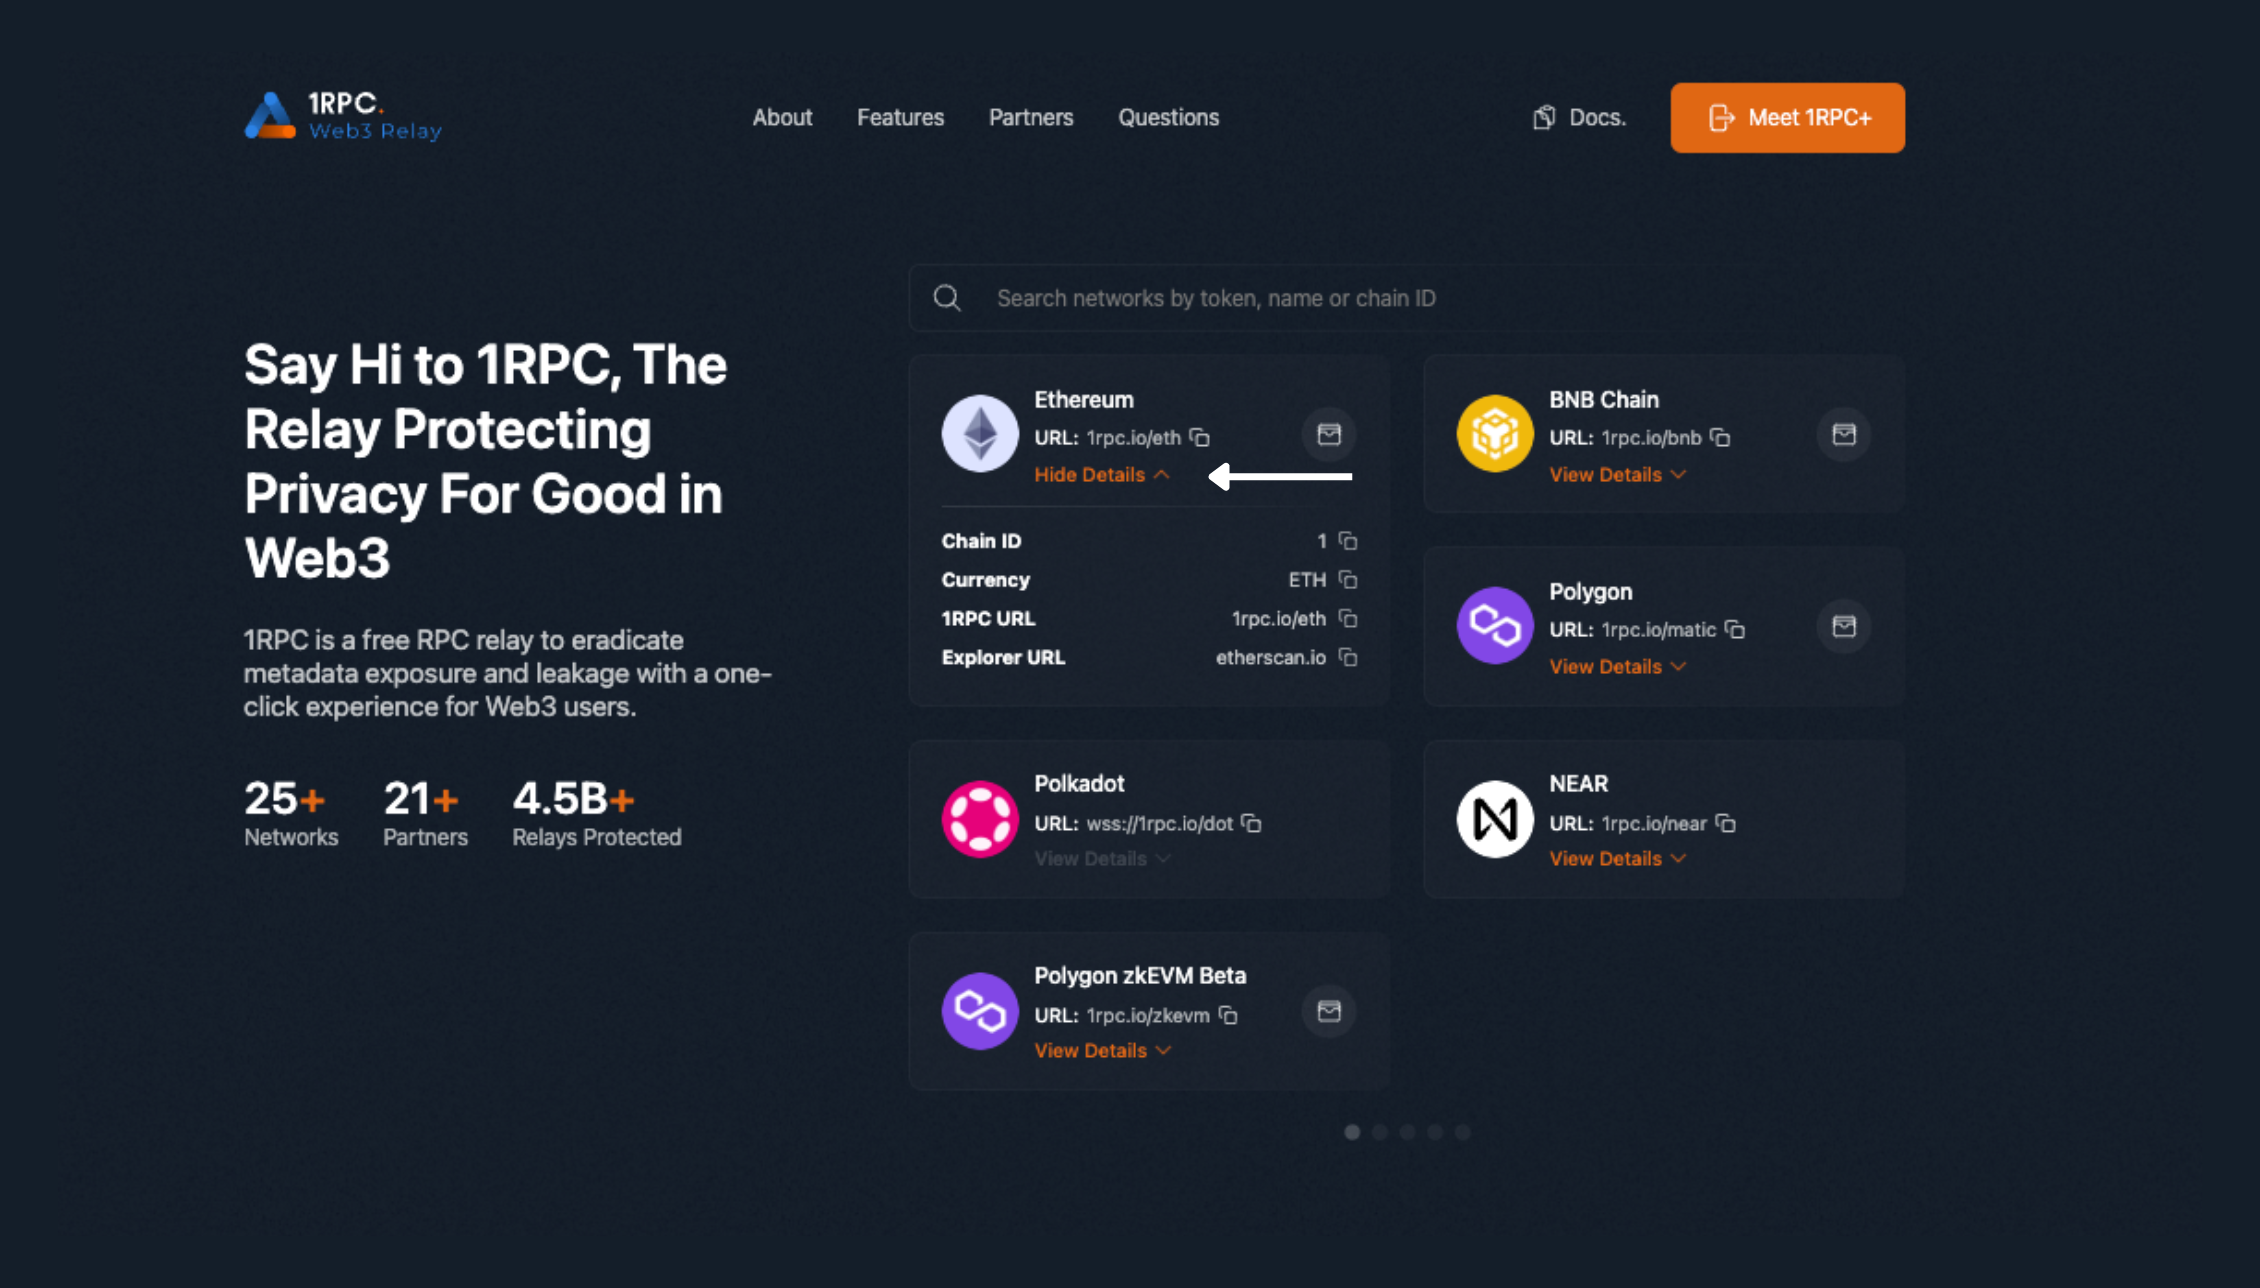 1RPC.
Web3 Relay
About
Features
Partners
Questions
Docs.
Meet 1RPC+
Say Hi to 1RPC, The
Relay Protecting
Privacy For Good in
Web3
1RPC is a free RPC relay to eradicate
metadata exposure and leakage with a one-
click experience for Web3 users.
25+
Networks
21+
Partners
4.5B+
Relays Protected
Search networks by token, name or chain ID
Ethereum
URL: 1rpc.io/eth
Hide Details
Chain ID 1
Currency ETH
1RPC URL 1rpc.io/eth
Explorer URL etherscan.io
BNB Chain
URL: 1rpc.io/bnb
View Details
Polygon
URL: 1rpc.io/matic
View Details
Polkadot
URL: wss://1rpc.io/dot
View Details
NEAR
URL: 1rpc.io/near
View Details
Polygon zkEVM Beta
URL: 1rpc.io/zkevm
View Details